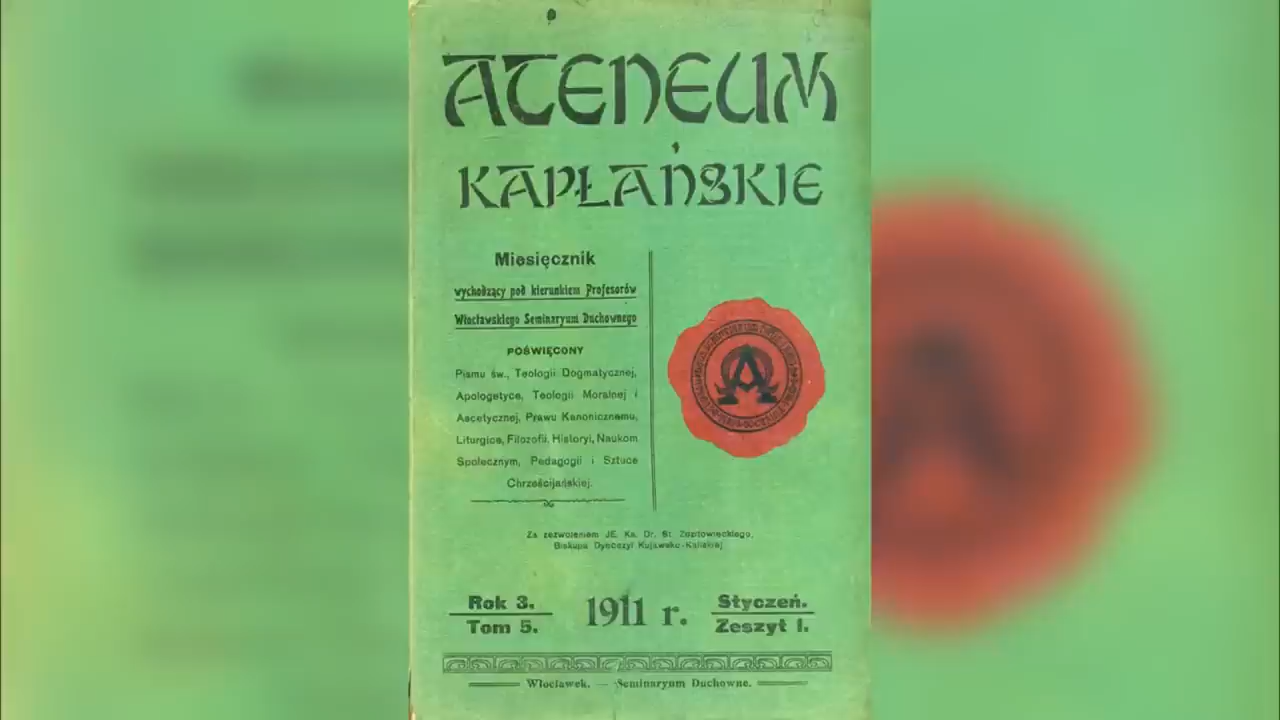 ATENEUM
KAPŁAŃSKIE
Miesięcznik
wychodzący pod kierunkiem Profesorów
Włocławskiego Seminaryum Duchownego
POŚWIĘCONY
Pismu św., Teologii Dogmatycznej,
Apologetyce, Teologii Moralnej i
Ascetycznej, Prawu Kanonicznemu,
Liturgice, Filozofii, Historyi, Naukom
Społecznym, Pedagogii i Sztuce
Chrześcijańskiej.
Za zezwoleniem JE. Ks. Dr. St. Zdzitowieckiego,
Biskupa Dyecezyi Kujawsko-Kaliskiej
Rok 3.
Tom 5.
1911 r.
Styczeń.
Zeszyt I.
Włocławek. — Seminaryum Duchowne.